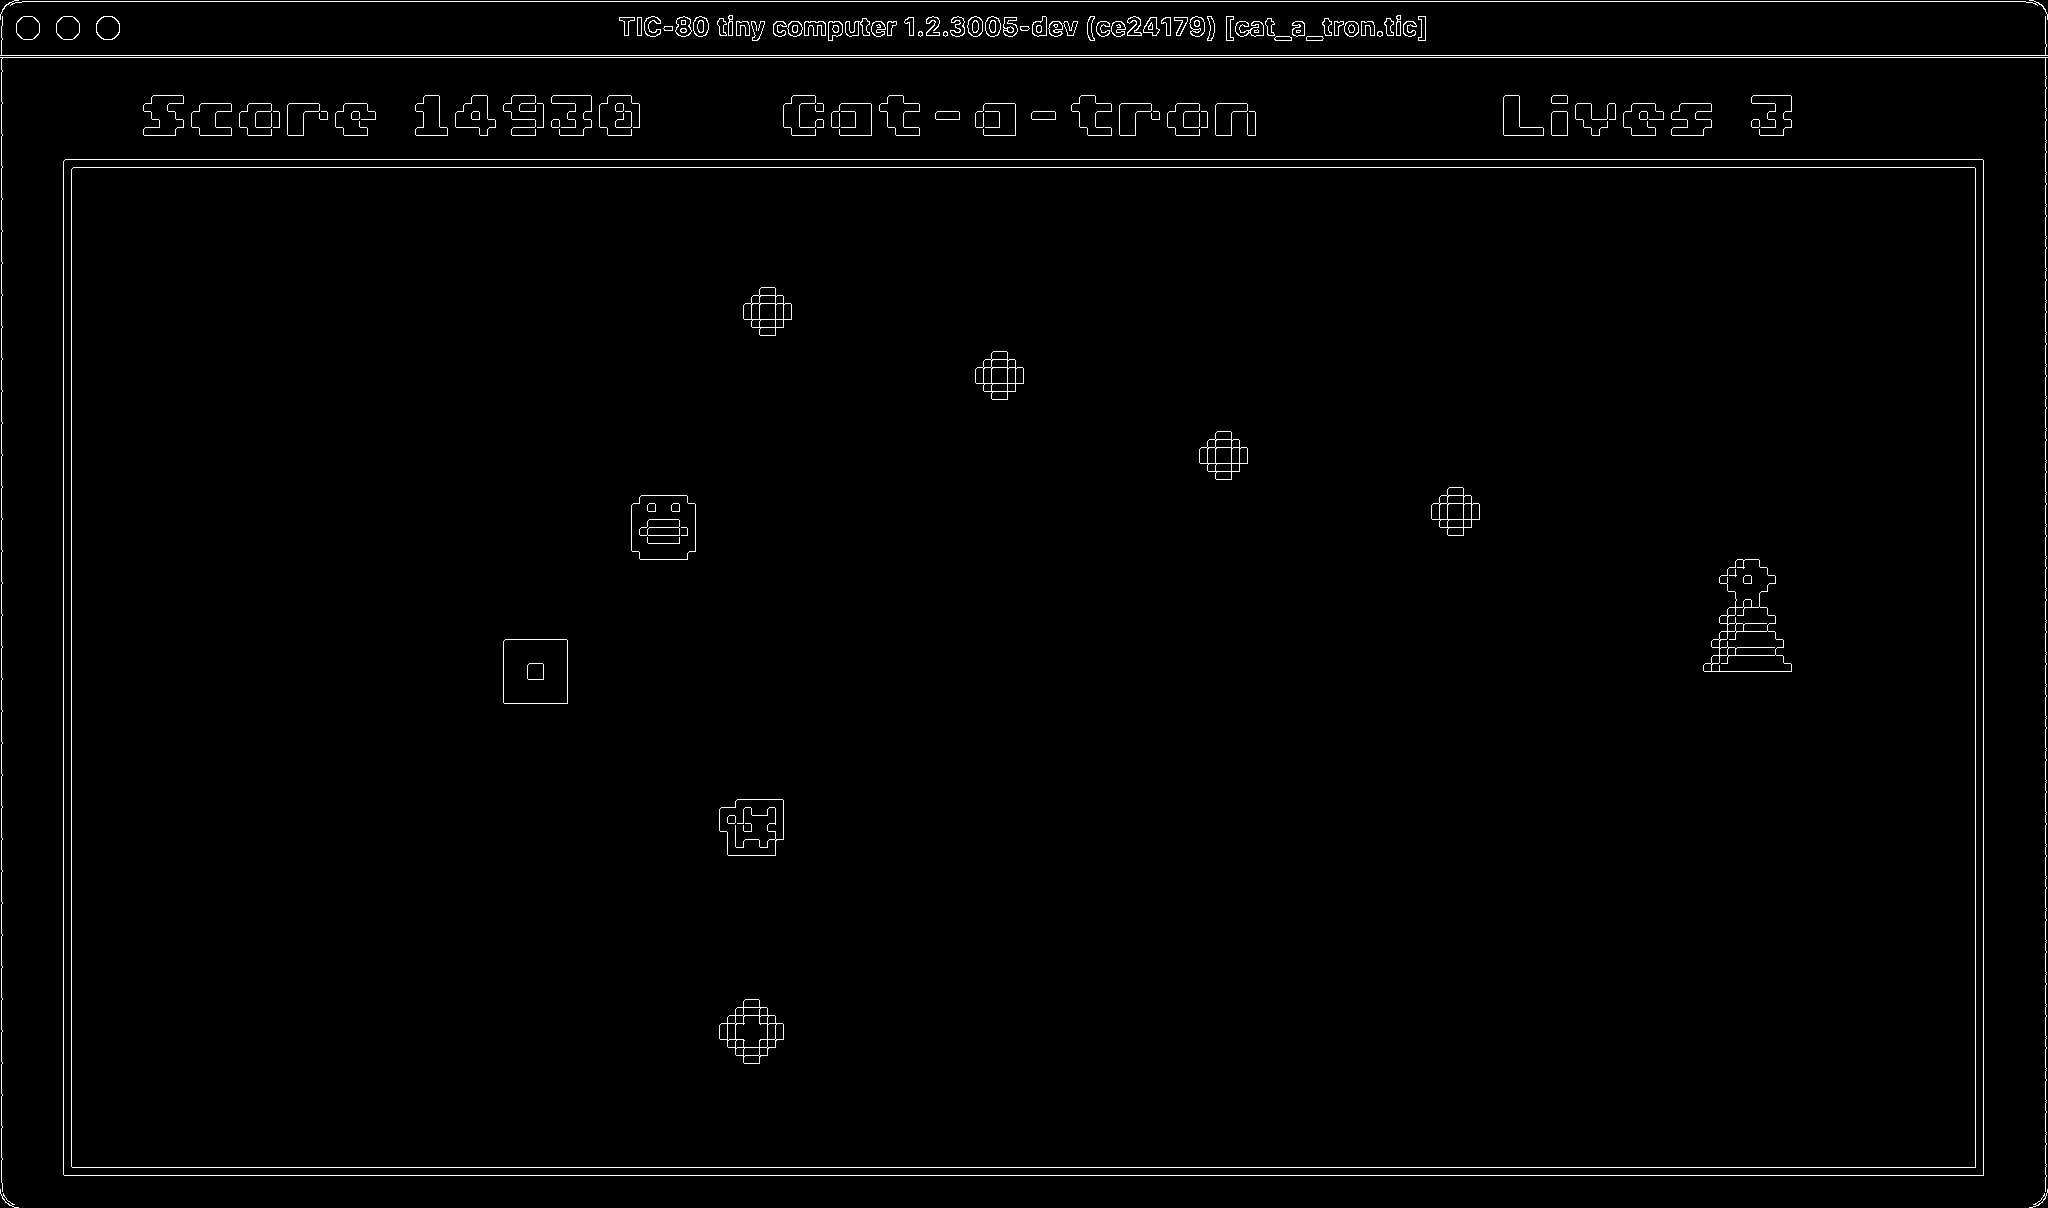 TIC-80 tiny computer 1.2.3005-dev (ce24179) [cat_a_tron.tic]
Score 14930 Cat-a-tron Lives 3